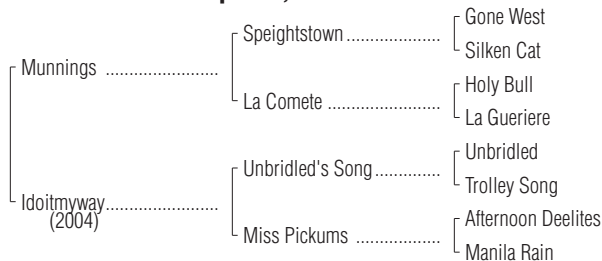 Gone West
Speightstown
Silken Cat
Munnings
Holy Bull
La Comete
La Gueriere
Unbridled
Unbridled's Song
Trolley Song
Idoitmyway
(2004)
Afternoon Deelites
Miss Pickums
Manila Rain